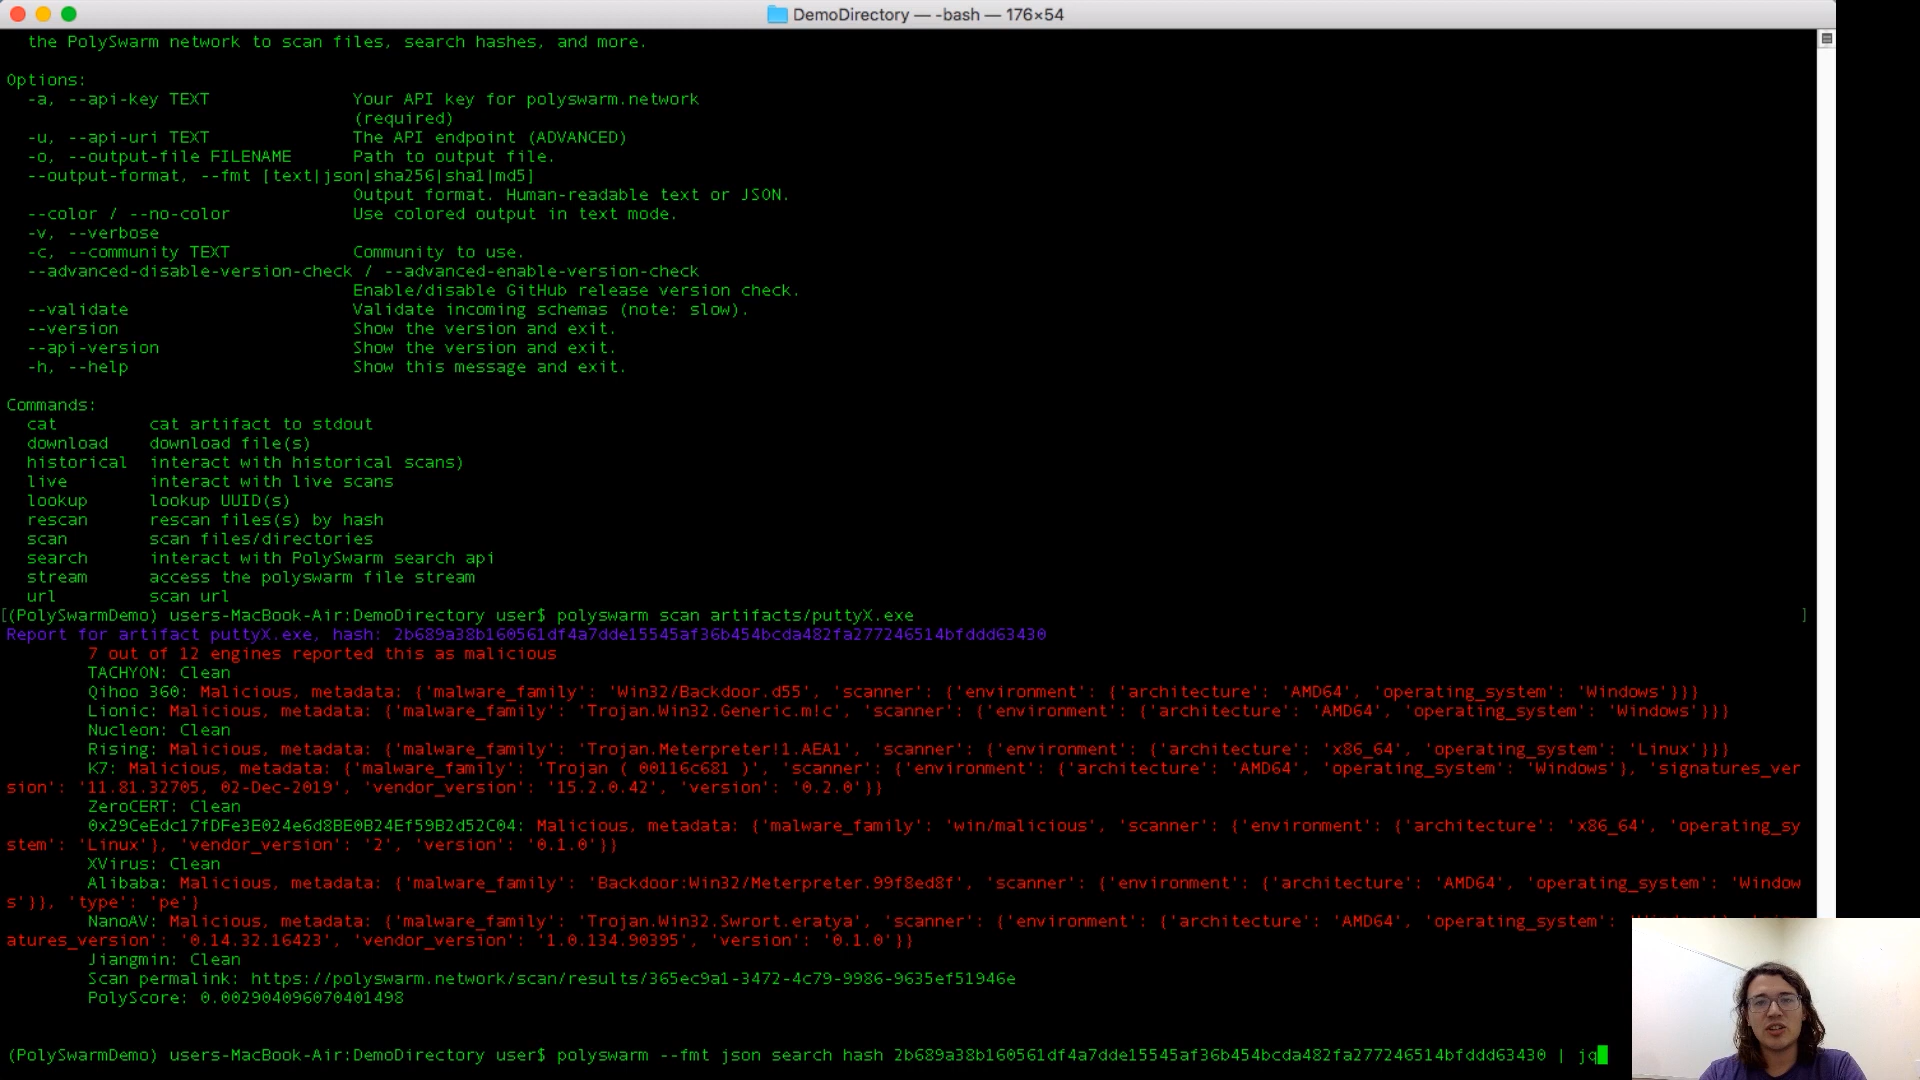 DemoDirectory — -bash — 176×54
the PolySwarm network to scan files, search hashes, and more.
Options:
-a, --api-key TEXT Your API key for polyswarm.network
(required)
-u, --api-uri TEXT The API endpoint (ADVANCED)
-o, --output-file FILENAME Path to output file.
--output-format, --fmt [text|json|sha256|sha1|md5]
Output format. Human-readable text or JSON.
--color / --no-color Use colored output in text mode.
-v, --verbose
-c, --community TEXT Community to use.
--advanced-disable-version-check / --advanced-enable-version-check
Enable/disable GitHub release version check.
--validate Validate incoming schemas (note: slow).
--version Show the version and exit.
--api-version Show the version and exit.
-h, --help Show this message and exit.
Commands:
cat cat artifact to stdout
download download file(s)
historical interact with historical scans)
live interact with live scans
lookup lookup UUID(s)
rescan rescan files(s) by hash
scan scan files/directories
search interact with PolySwarm search api
stream access the polyswarm file stream
url scan url
[(PolySwarmDemo) users-MacBook-Air:DemoDirectory user$ polyswarm scan artifacts/puttyX.exe ]
Report for artifact puttyX.exe, hash: 2b689a38b160561df4a7dde15545af36b454bcda482fa277246514bfddd63430
7 out of 12 engines reported this as malicious
TACHYON: Clean
Qihoo 360: Malicious, metadata: {'malware_family': 'Win32/Backdoor.d55', 'scanner': {'environment': {'architecture': 'AMD64', 'operating_system': 'Windows'}}}
Lionic: Malicious, metadata: {'malware_family': 'Trojan.Win32.Generic.m!c', 'scanner': {'environment': {'architecture': 'AMD64', 'operating_system': 'Windows'}}}
Nucleon: Clean
Rising: Malicious, metadata: {'malware_family': 'Trojan.Meterpreter!1.AEA1', 'scanner': {'environment': {'architecture': 'x86_64', 'operating_system': 'Linux'}}}
K7: Malicious, metadata: {'malware_family': 'Trojan ( 00116c681 )', 'scanner': {'environment': {'architecture': 'AMD64', 'operating_system': 'Windows'}, 'signatures_ver
sion': '11.81.32705, 02-Dec-2019', 'vendor_version': '15.2.0.42', 'version': '0.2.0'}}
ZeroCERT: Clean
0x29CeEdc17fDFe3E024e6d8BE0B24Ef59B2d52C04: Malicious, metadata: {'malware_family': 'win/malicious', 'scanner': {'environment': {'architecture': 'x86_64', 'operating_sy
stem': 'Linux'}, 'vendor_version': '2', 'version': '0.1.0'}}
XVirus: Clean
Alibaba: Malicious, metadata: {'malware_family': 'Backdoor:Win32/Meterpreter.99f8ed8f', 'scanner': {'environment': {'architecture': 'AMD64', 'operating_system': 'Window
s'}}, 'type': 'pe'}
NanoAV: Malicious, metadata: {'malware_family': 'Trojan.Win32.Swrort.eratya', 'scanner': {'environment': {'architecture': 'AMD64', 'operating_system':
atures_version': '0.14.32.16423', 'vendor_version': '1.0.134.90395', 'version': '0.1.0'}}
Jiangmin: Clean
Scan permalink: https://polyswarm.network/scan/results/365ec9a1-3472-4c79-9986-9635ef51946e
PolyScore: 0.002904096070401498
(PolySwarmDemo) users-MacBook-Air:DemoDirectory user$ polyswarm --fmt json search hash 2b689a38b160561df4a7dde15545af36b454bcda482fa277246514bfddd63430 | jq